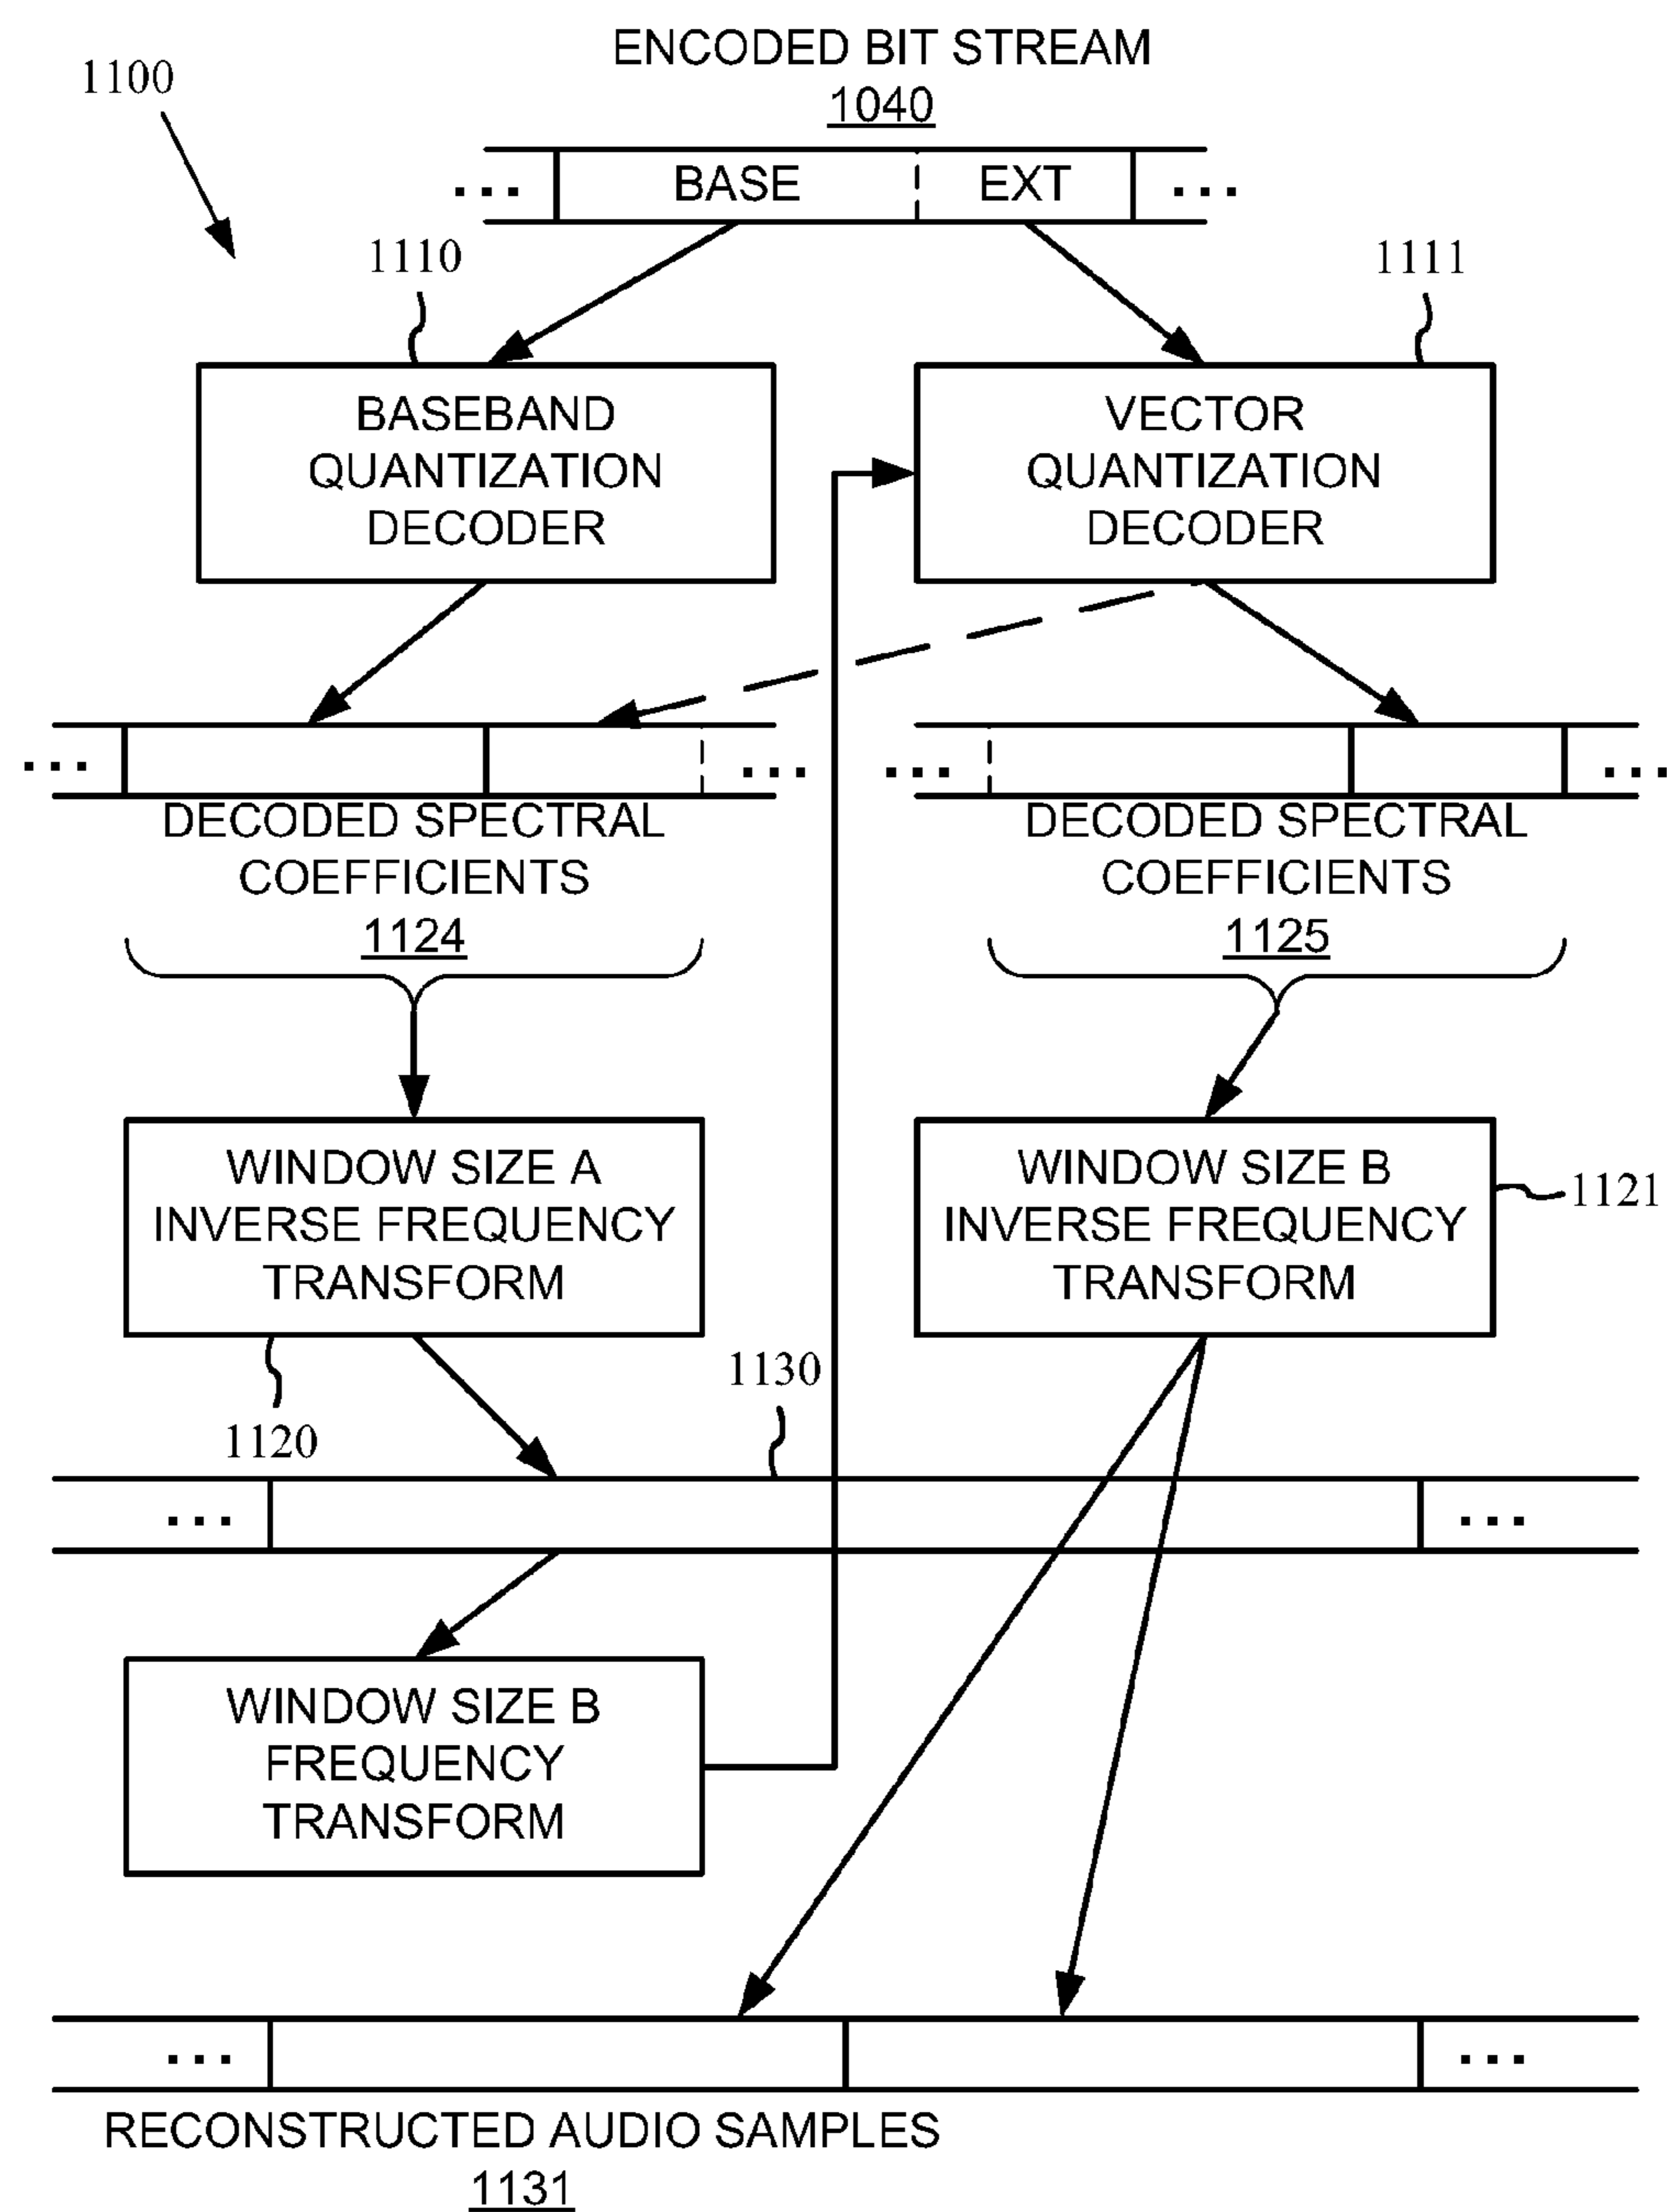 ENCODED BIT STREAM
1040
1100
... BASE EXT ...
1110
1111
BASEBAND
QUANTIZATION
DECODER
VECTOR
QUANTIZATION
DECODER
... ...
... ...
DECODED SPECTRAL
COEFFICIENTS
1124
DECODED SPECTRAL
COEFFICIENTS
1125
WINDOW SIZE A
INVERSE FREQUENCY
TRANSFORM
WINDOW SIZE B
INVERSE FREQUENCY
TRANSFORM
1121
1130
1120
... ...
WINDOW SIZE B
FREQUENCY
TRANSFORM
... ...
RECONSTRUCTED AUDIO SAMPLES
1131